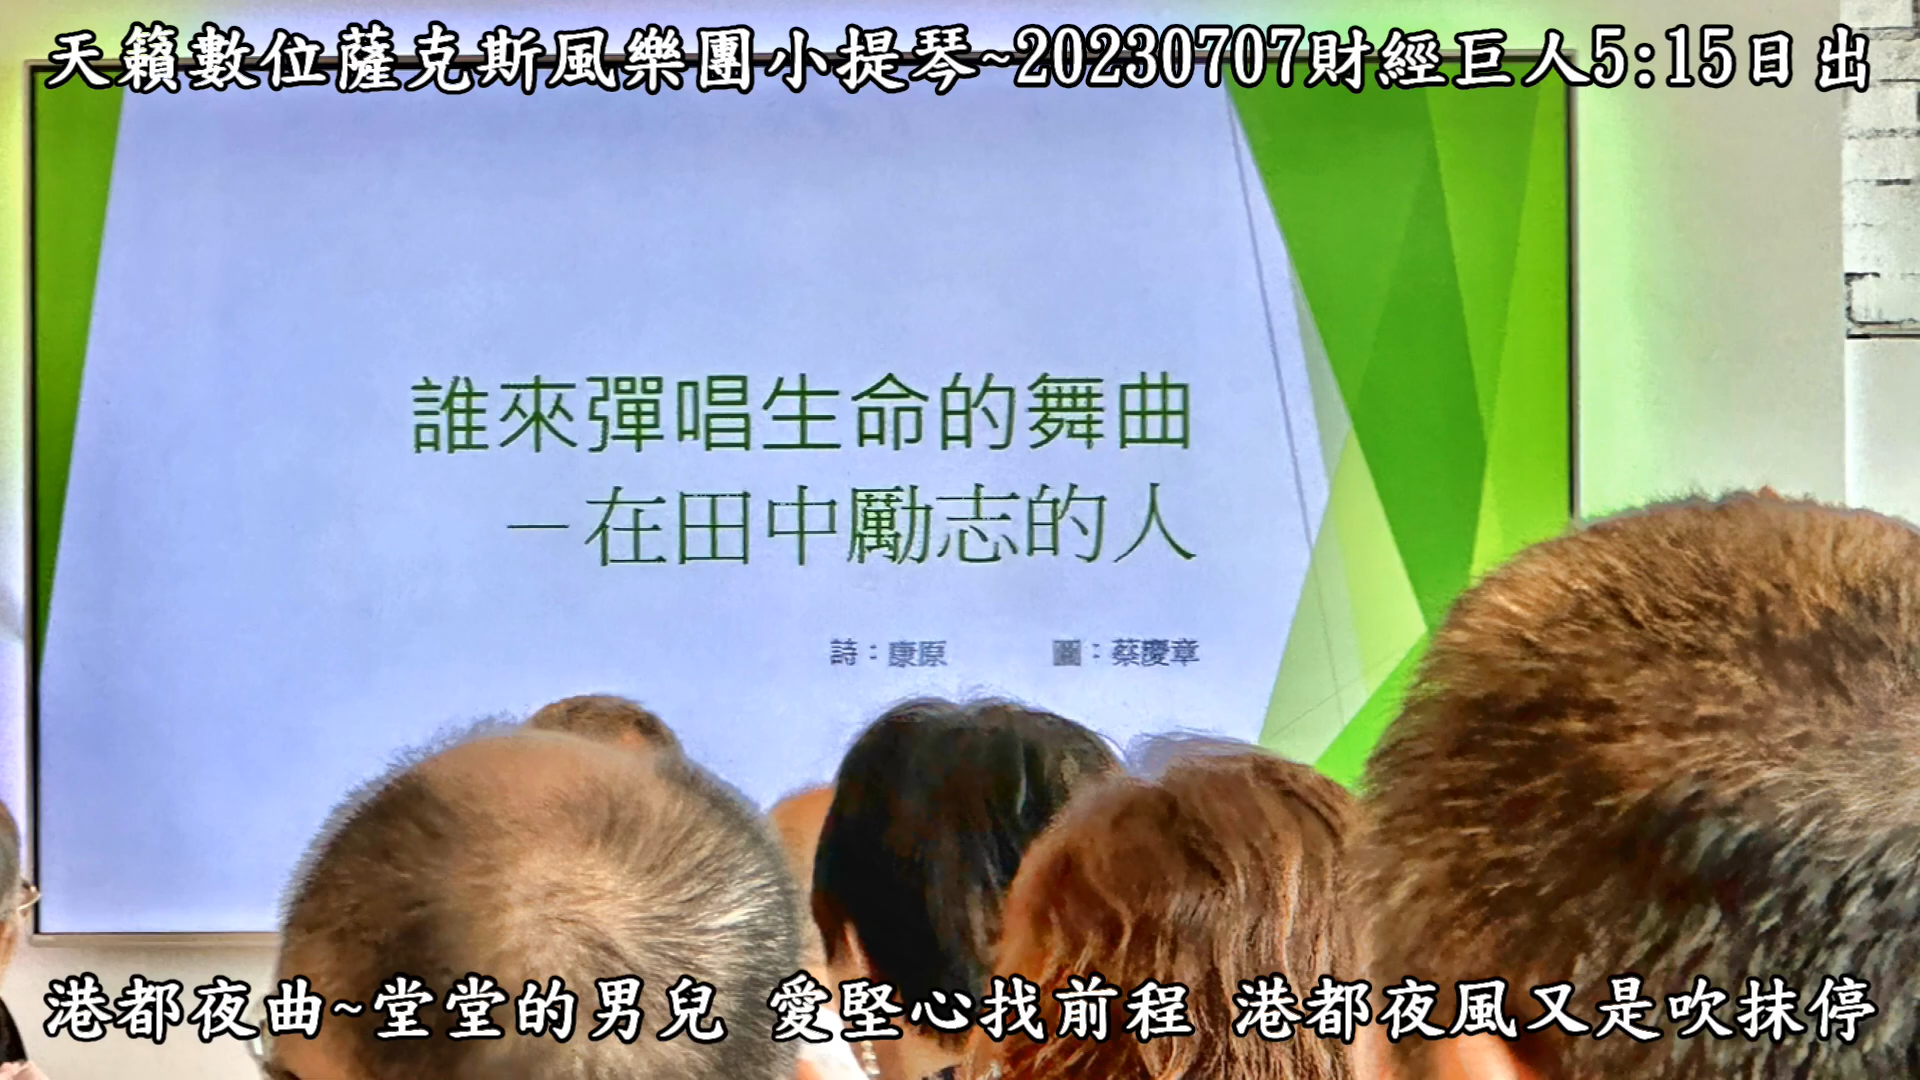 天籟數位薩克斯風樂團小提琴~20230707財經巨人5:15日出
誰來彈唱生命的舞曲
－在田中勵志的人
詩：康原 圖：蔡慶章
港都夜曲~堂堂的男兒 愛堅心找前程 港都夜風又是吹抹停